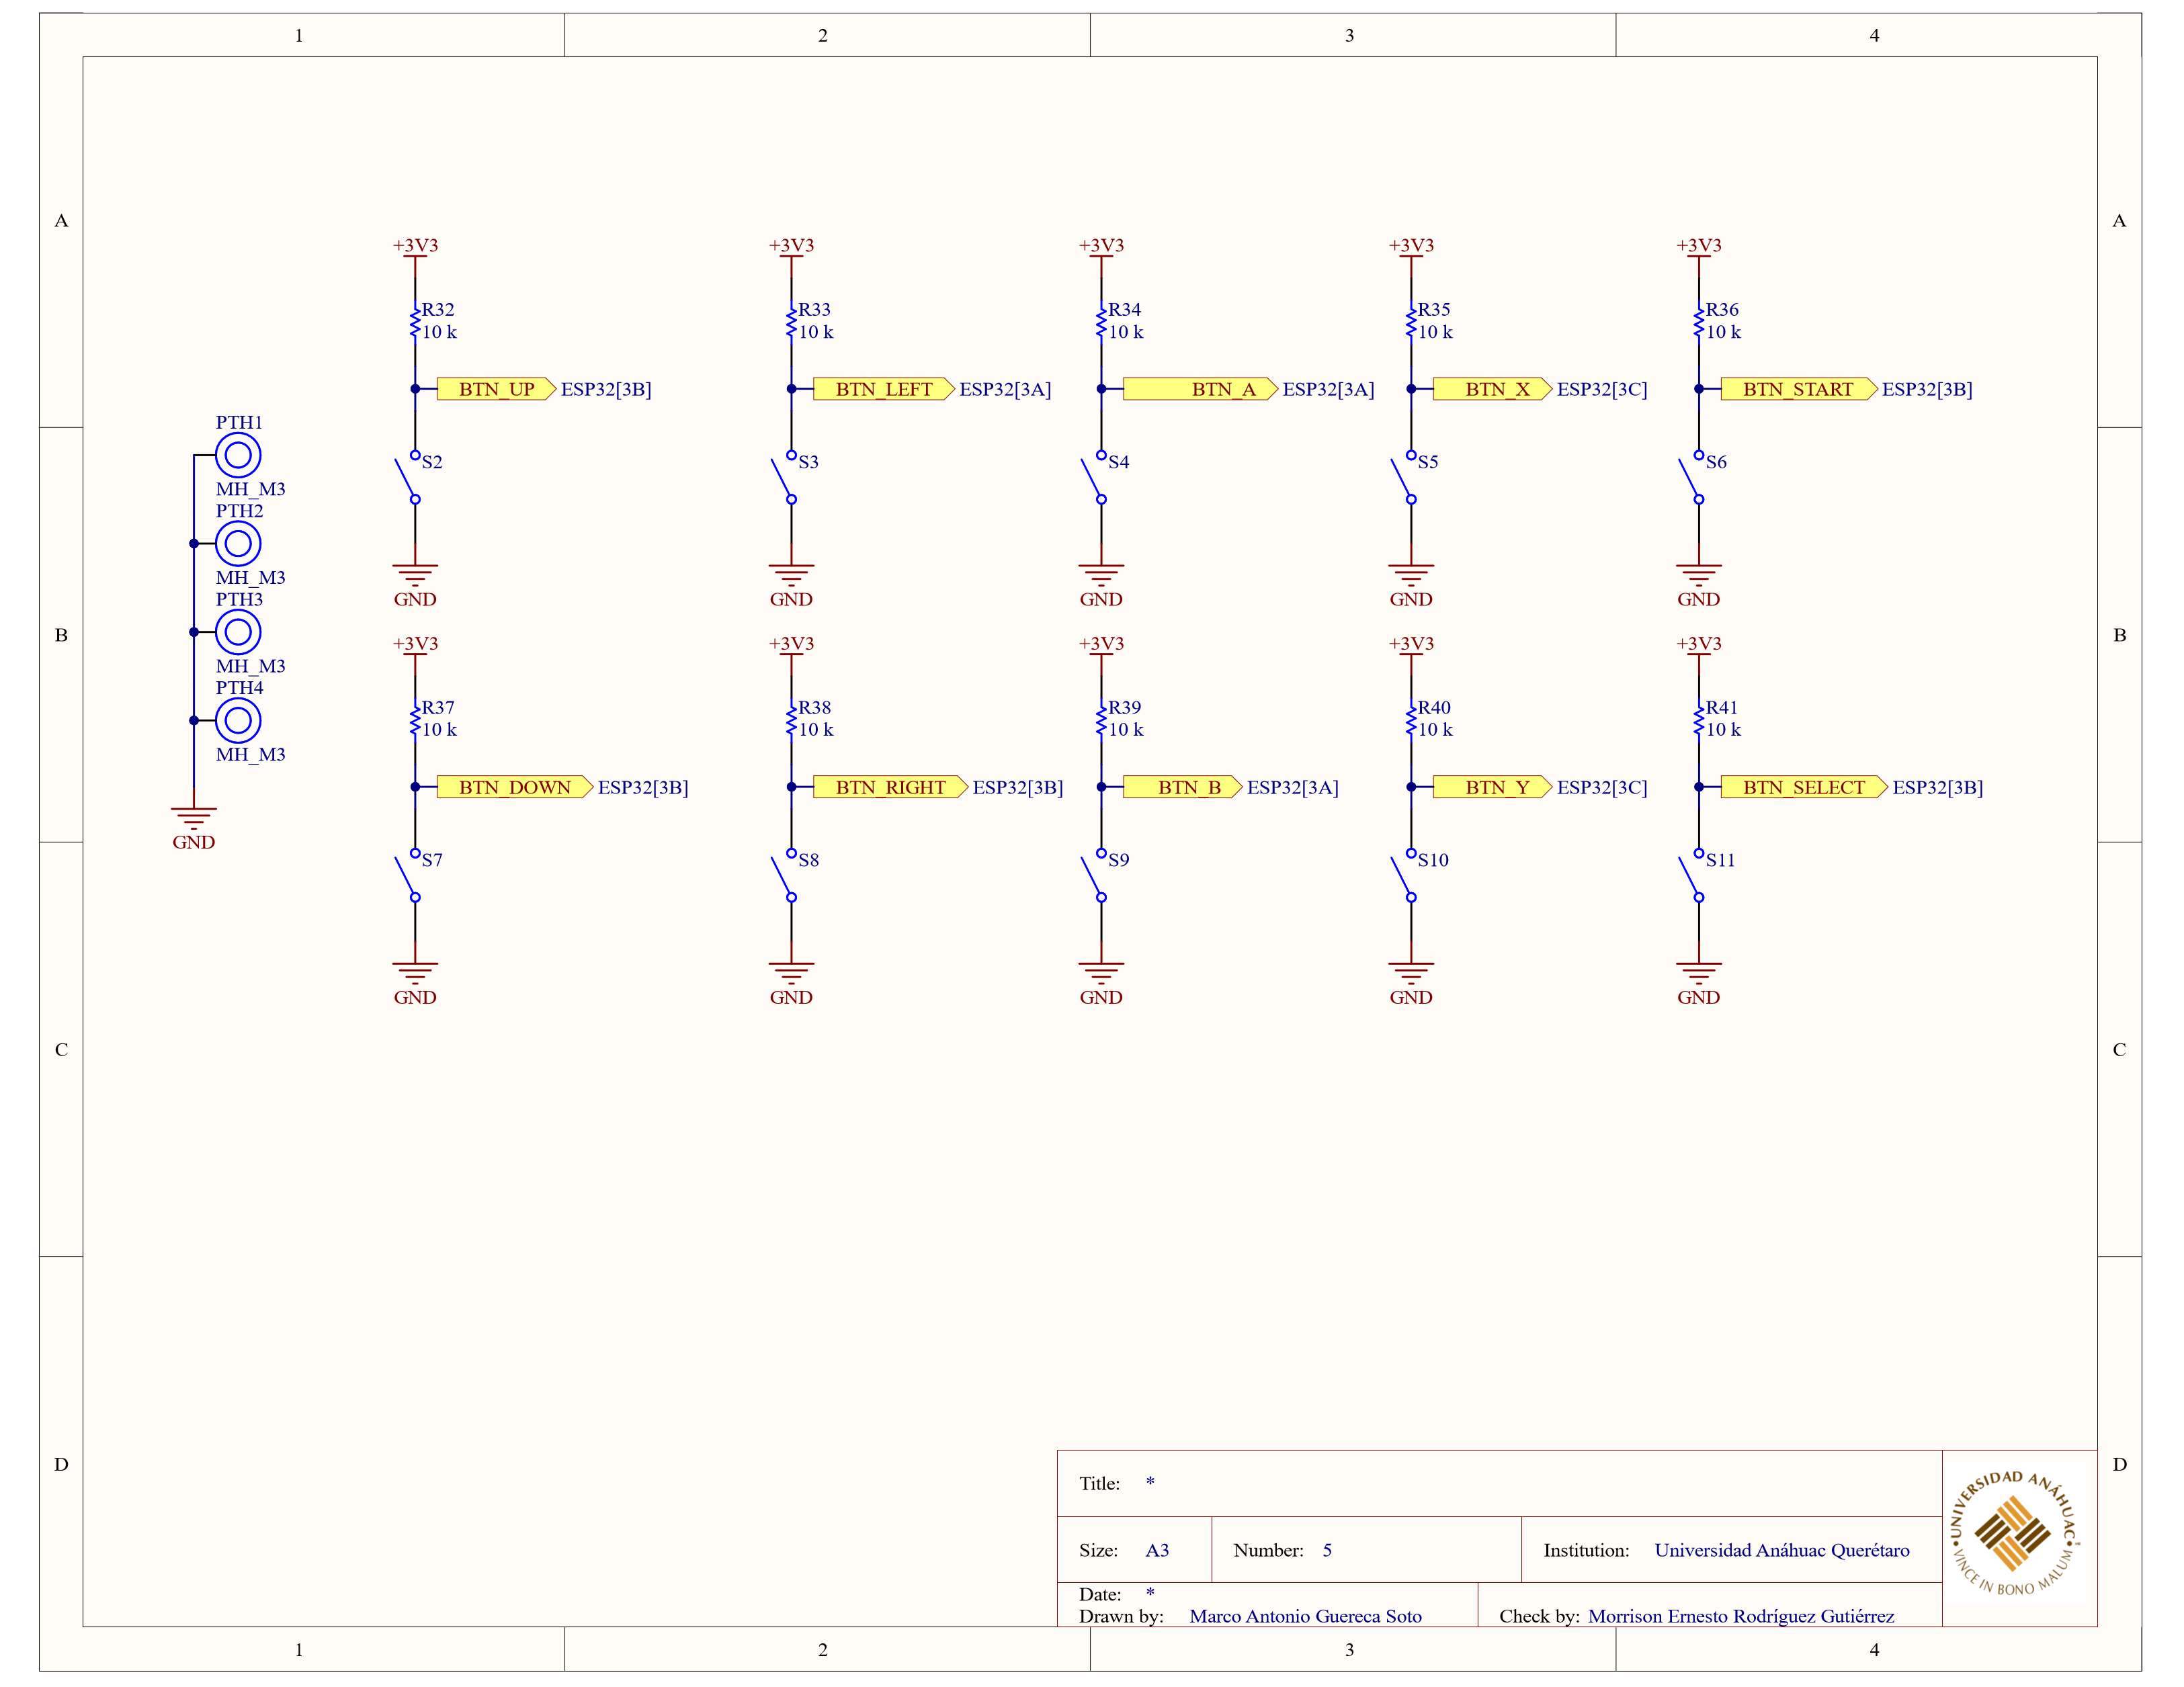 1 2 3 4
A A
+3V3 +3V3 +3V3 +3V3 +3V3
R32 R33 R34 R35 R36
10 k 10 k 10 k 10 k 10 k
BTN_UP ESP32[3B] BTN_LEFT ESP32[3A] BTN_A ESP32[3A] BTN_X ESP32[3C] BTN_START ESP32[3B]
PTH1
S2 S3 S4 S5 S6
MH_M3
PTH2
MH_M3
PTH3
GND GND GND GND GND
B B
+3V3 +3V3 +3V3 +3V3 +3V3
MH_M3
PTH4
R37 R38 R39 R40 R41
10 k 10 k 10 k 10 k 10 k
MH_M3
BTN_DOWN ESP32[3B] BTN_RIGHT ESP32[3B] BTN_B ESP32[3A] BTN_Y ESP32[3C] BTN_SELECT ESP32[3B]
GND
S7 S8 S9 S10 S11
GND GND GND GND GND
C C
D D
Title: *
Size: A3 Number: 5 Institution: Universidad Anáhuac Querétaro
Date: *
Drawn by: Marco Antonio Guereca Soto Check by: Morrison Ernesto Rodríguez Gutiérrez
•UNIVERSIDAD ANÁHUAC•
VINCE IN BONO MALUM
1 2 3 4